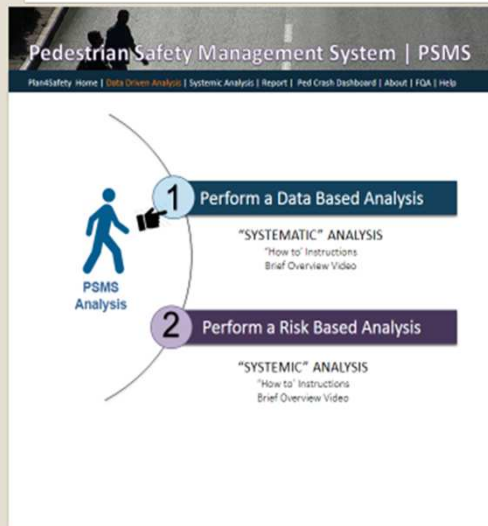 Pedestrian Safety Management System | PSMS
Plan4Safety Home | Data Driven Analysis | Systemic Analysis | Report | Ped Crash Dashboard | About | FQA | Help
1 Perform a Data Based Analysis
"SYSTEMATIC" ANALYSIS
"How to' Instructions
Brief Overview Video
PSMS
Analysis
2 Perform a Risk Based Analysis
"SYSTEMIC" ANALYSIS
"How to' Instructions
Brief Overview Video